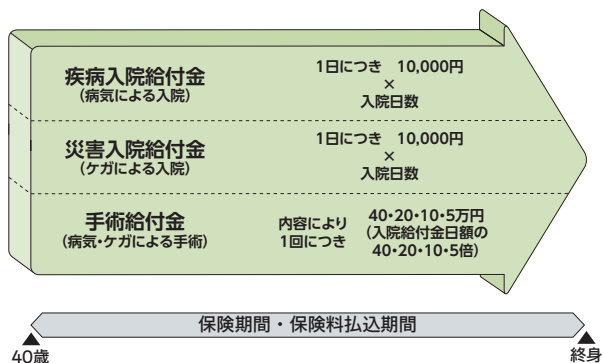 疾病入院給付金
(病気による入院)
1日につき 10,000円
×
入院日数
災害入院給付金
(ケガによる入院)
1日につき 10,000円
×
入院日数
手術給付金
(病気・ケガによる手術)
内容により
1回につき
40・20・10・5万円
(入院給付金日額の
40・20・10・5倍)
保険期間・保険料払込期間
40歳
終身